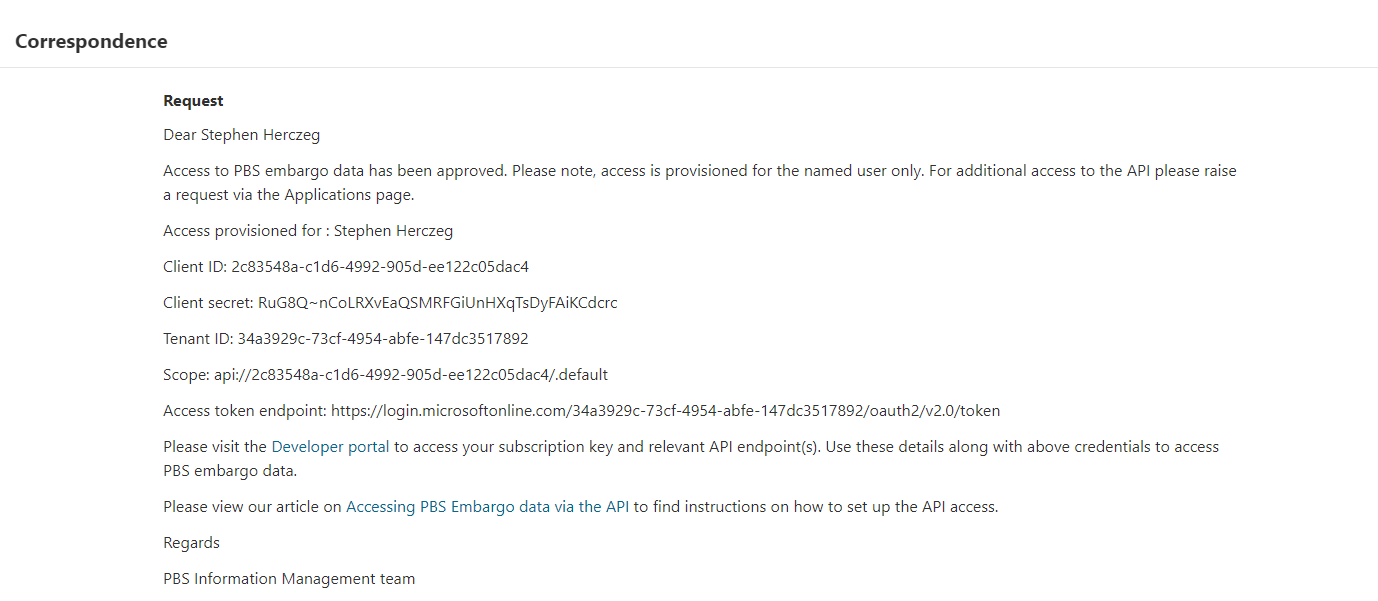 Correspondence
Request
Dear Stephen Herczeg
Access to PBS embargo data has been approved. Please note, access is provisioned for the named user only. For additional access to the API please raise
a request via the Applications page.
Access provisioned for : Stephen Herczeg
Client ID: 2c83548a-c1d6-4992-905d-ee122c05dac4
Client secret: RuG8Q~nCoLRXvEaQSMRFGiUnHXqTsDyFAiKCdcrc
Tenant ID: 34a3929c-73cf-4954-abfe-147dc3517892
Scope: api://2c83548a-c1d6-4992-905d-ee122c05dac4/.default
Access token endpoint: https://login.microsoftonline.com/34a3929c-73cf-4954-abfe-147dc3517892/oauth2/v2.0/token
Please visit the Developer portal to access your subscription key and relevant API endpoint(s). Use these details along with above credentials to access
PBS embargo data.
Please view our article on Accessing PBS Embargo data via the API to find instructions on how to set up the API access.
Regards
PBS Information Management team